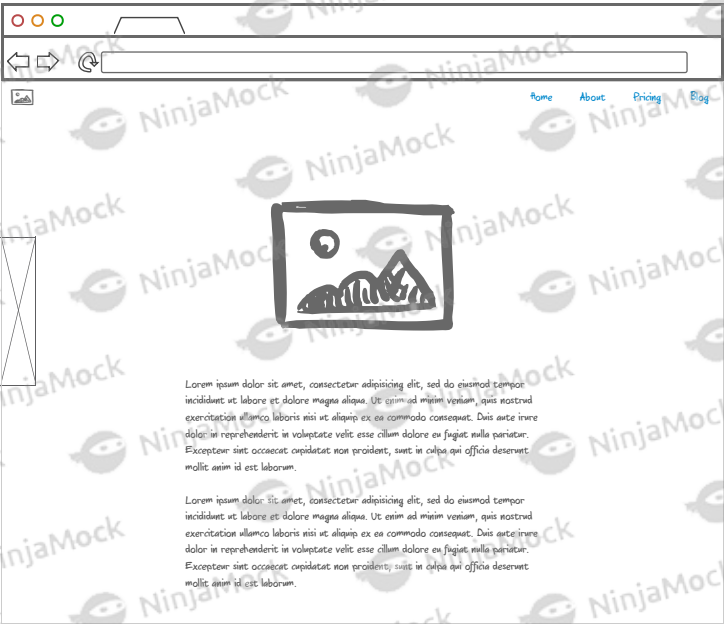 Home About Pricing Blog
Lorem ipsum dolor sit amet, consectetur adipisicing elit, sed do eiusmod tempor
incididunt ut labore et dolore magna aliqua. Ut enim ad minim veniam, quis nostrud
exercitation ullamco laboris nisi ut aliquip ex ea commodo consequat. Duis aute irure
dolor in reprehenderit in voluptate velit esse cillum dolore eu fugiat nulla pariatur.
Excepteur sint occaecat cupidatat non proident, sunt in culpa qui officia deserunt
mollit anim id est laborum.
Lorem ipsum dolor sit amet, consectetur adipisicing elit, sed do eiusmod tempor
incididunt ut labore et dolore magna aliqua. Ut enim ad minim veniam, quis nostrud
exercitation ullamco laboris nisi ut aliquip ex ea commodo consequat. Duis aute irure
dolor in reprehenderit in voluptate velit esse cillum dolore eu fugiat nulla pariatur.
Excepteur sint occaecat cupidatat non proident, sunt in culpa qui officia deserunt
mollit anim id est laborum.
NinjaMock